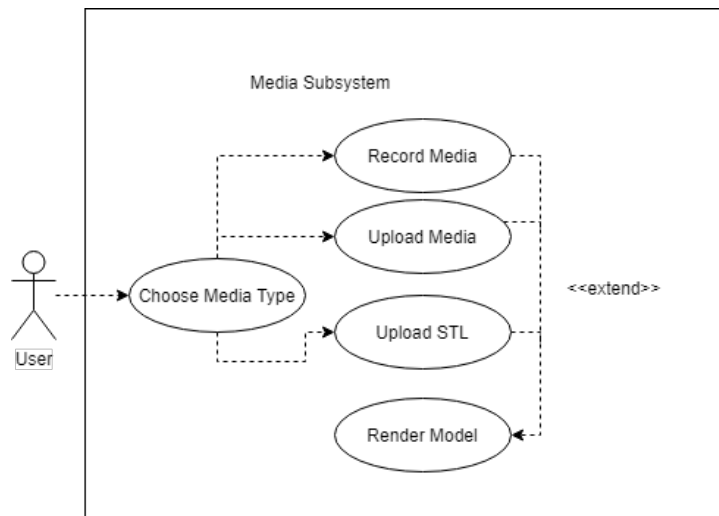 Media Subsystem
Record Media
Upload Media
<<extend>>
Choose Media Type
Upload STL
User
Render Model